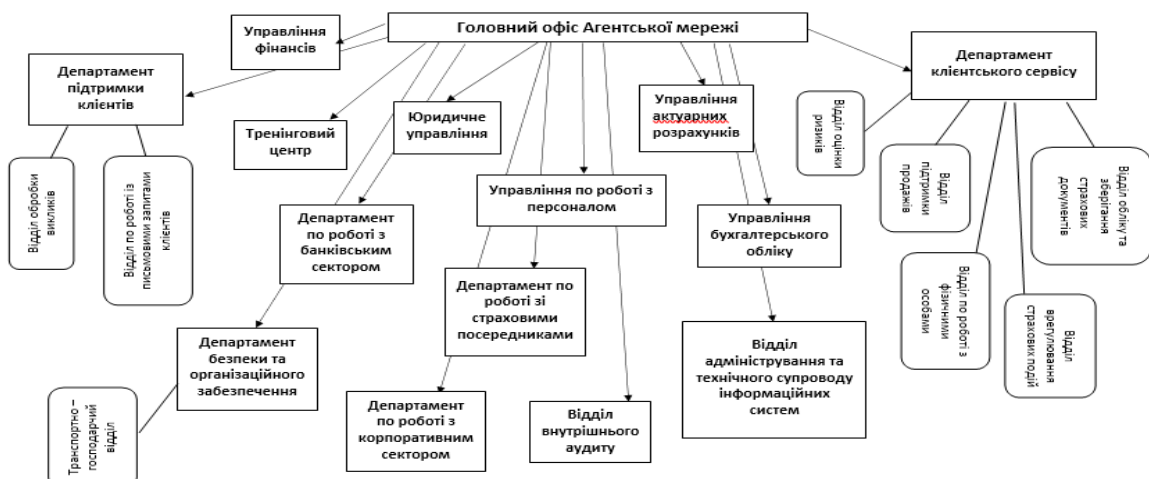 Головний офіс Агентської мережі
Управління
фінансів
Департамент
підтримки
клієнтів
Департамент
клієнтського сервісу
Тренінговий
центр
Юридичне
управління
Управління
актуарних
розрахунків
Відділ оцінки
ризиків
Відділ обробки
викликів
Відділ по роботі із
письмовими запитами
клієнтів
Відділ
підтримки
продажів
Відділ обліку та
зберігання
страхових
документів
Управління по роботі з
персоналом
Департамент
по роботі з
банківським
сектором
Управління
бухгалтерського
обліку
Департамент по
роботі зі
страховими
посередниками
Відділ по роботі з
фізичними
особами
Відділ
врегулювання
страхових подій
Департамент
безпеки та
організаційного
забезпечення
Відділ
адміністрування та
технічного супроводу
інформаційних
систем
Транспортно –
господарчий
відділ
Департамент
по роботі з
корпоративним
сектором
Відділ
внутрішнього
аудиту